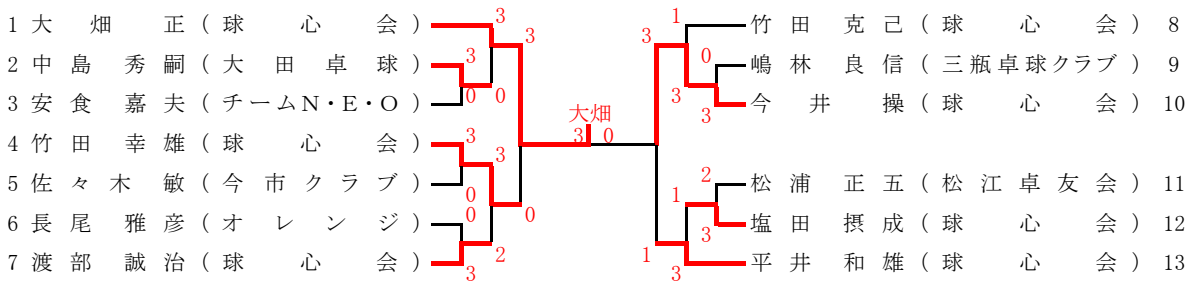 1 大畑 正 ( 球心会 ) 3 1 竹田 克己 ( 球心会 ) 8
3 3
2 中島 秀嗣 ( 大田卓球 ) 3 0 嶋林 良信 ( 三瓶卓球クラブ ) 9
3 安食 嘉夫 ( チームN・E・O ) 0 0 3 3 今井 操 ( 球心会 ) 10
大畑
3 0
4 竹田 幸雄 ( 球心会 ) 3 3
5 佐々木 敏 ( 今市クラブ ) 0 2 1 松浦 正五 ( 松江卓友会 ) 11
6 長尾 雅彦 ( オレンジ ) 0 0 3 塩田 摂成 ( 球心会 ) 12
7 渡部 誠治 ( 球心会 ) 3 2 1 3 平井 和雄 ( 球心会 ) 13